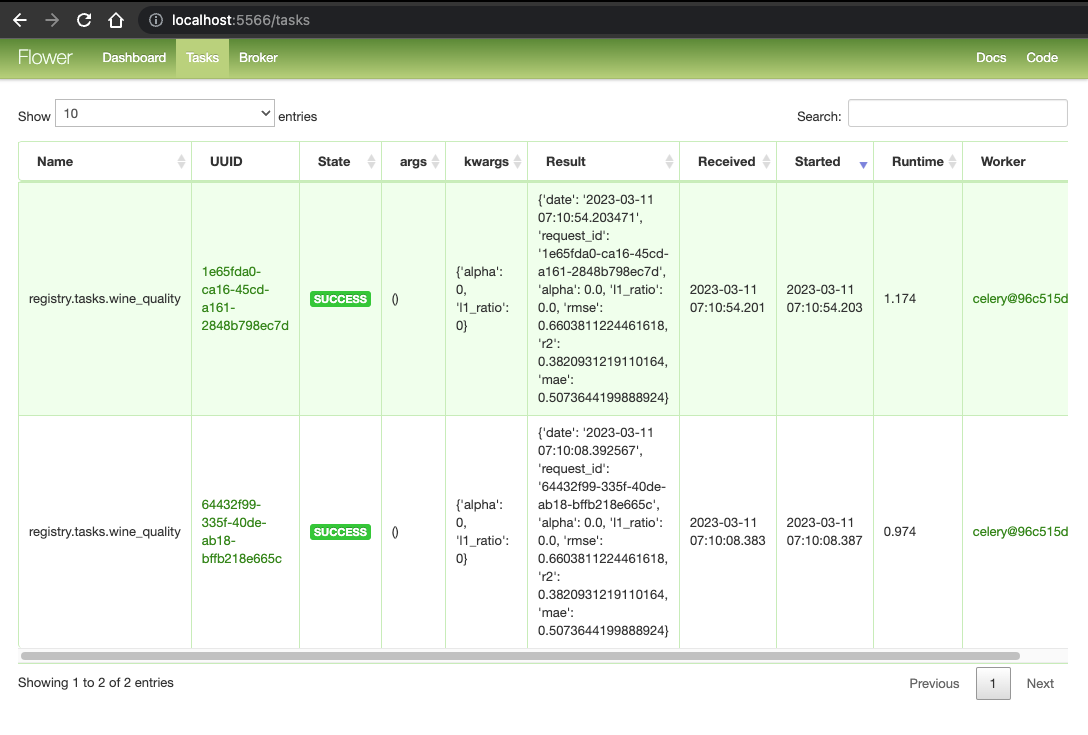 localhost:5566/tasks
Flower Dashboard Tasks Broker Docs Code
Show 10 entries Search:
Name UUID State args kwargs Result Received Started Runtime Worker
registry.tasks.wine_quality
1e65fda0-
ca16-45cd-
a161-
2848b798ec7d
SUCCESS
()
{'alpha':
0,
'l1_ratio':
0}
{'date': '2023-03-11
07:10:54.203471',
'request_id':
'1e65fda0-ca16-45cd-
a161-2848b798ec7d',
'alpha': 0.0, 'l1_ratio':
0.0, 'rmse':
0.6603811224461618,
'r2':
0.3820931219110164,
'mae':
0.5073644199888924}
2023-03-11
07:10:54.201
2023-03-11
07:10:54.203
1.174
celery@96c515d
registry.tasks.wine_quality
64432f99-
335f-40de-
ab18-
bffb218e665c
SUCCESS
()
{'alpha':
0,
'l1_ratio':
0}
{'date': '2023-03-11
07:10:08.392567',
'request_id':
'64432f99-335f-40de-
ab18-bffb218e665c',
'alpha': 0.0, 'l1_ratio':
0.0, 'rmse':
0.6603811224461618,
'r2':
0.3820931219110164,
'mae':
0.5073644199888924}
2023-03-11
07:10:08.383
2023-03-11
07:10:08.387
0.974
celery@96c515d
Showing 1 to 2 of 2 entries Previous 1 Next